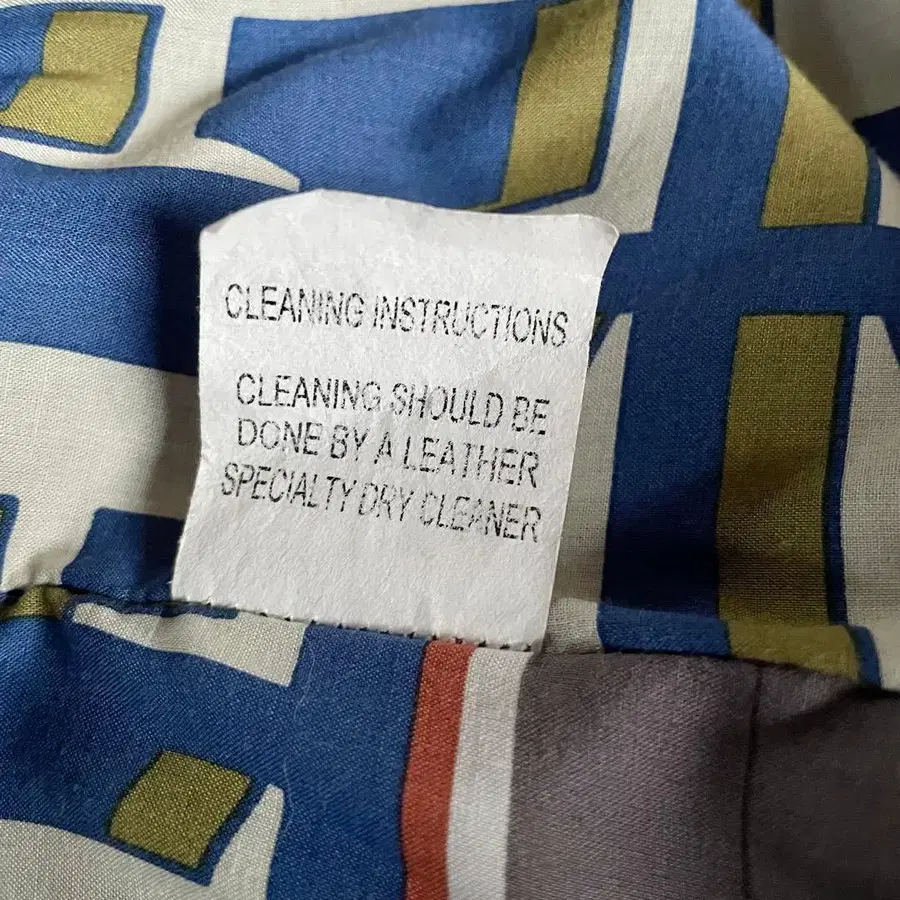 CLEANING INSTRUCTIONS
CLEANING SHOULD BE
DONE BY A LEATHER
SPECIALTY DRY CLEANER